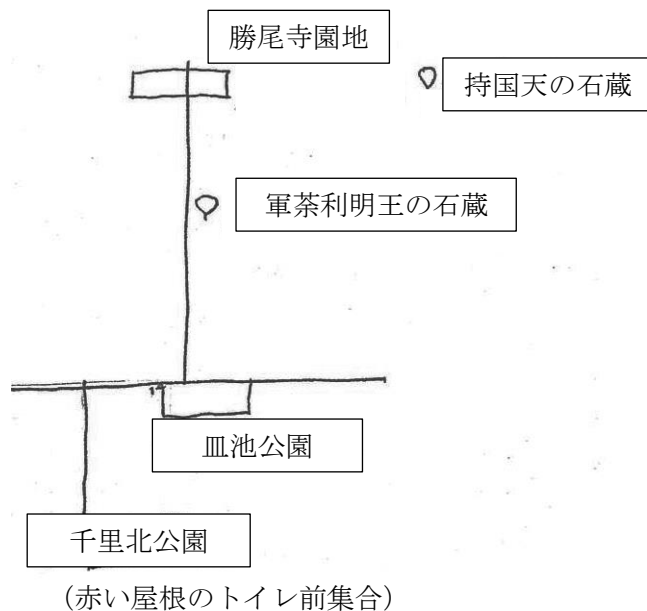 勝尾寺園地
持国天の石蔵
軍荼利明王の石蔵
皿池公園
千里北公園
(赤い屋根のトイレ前集合)